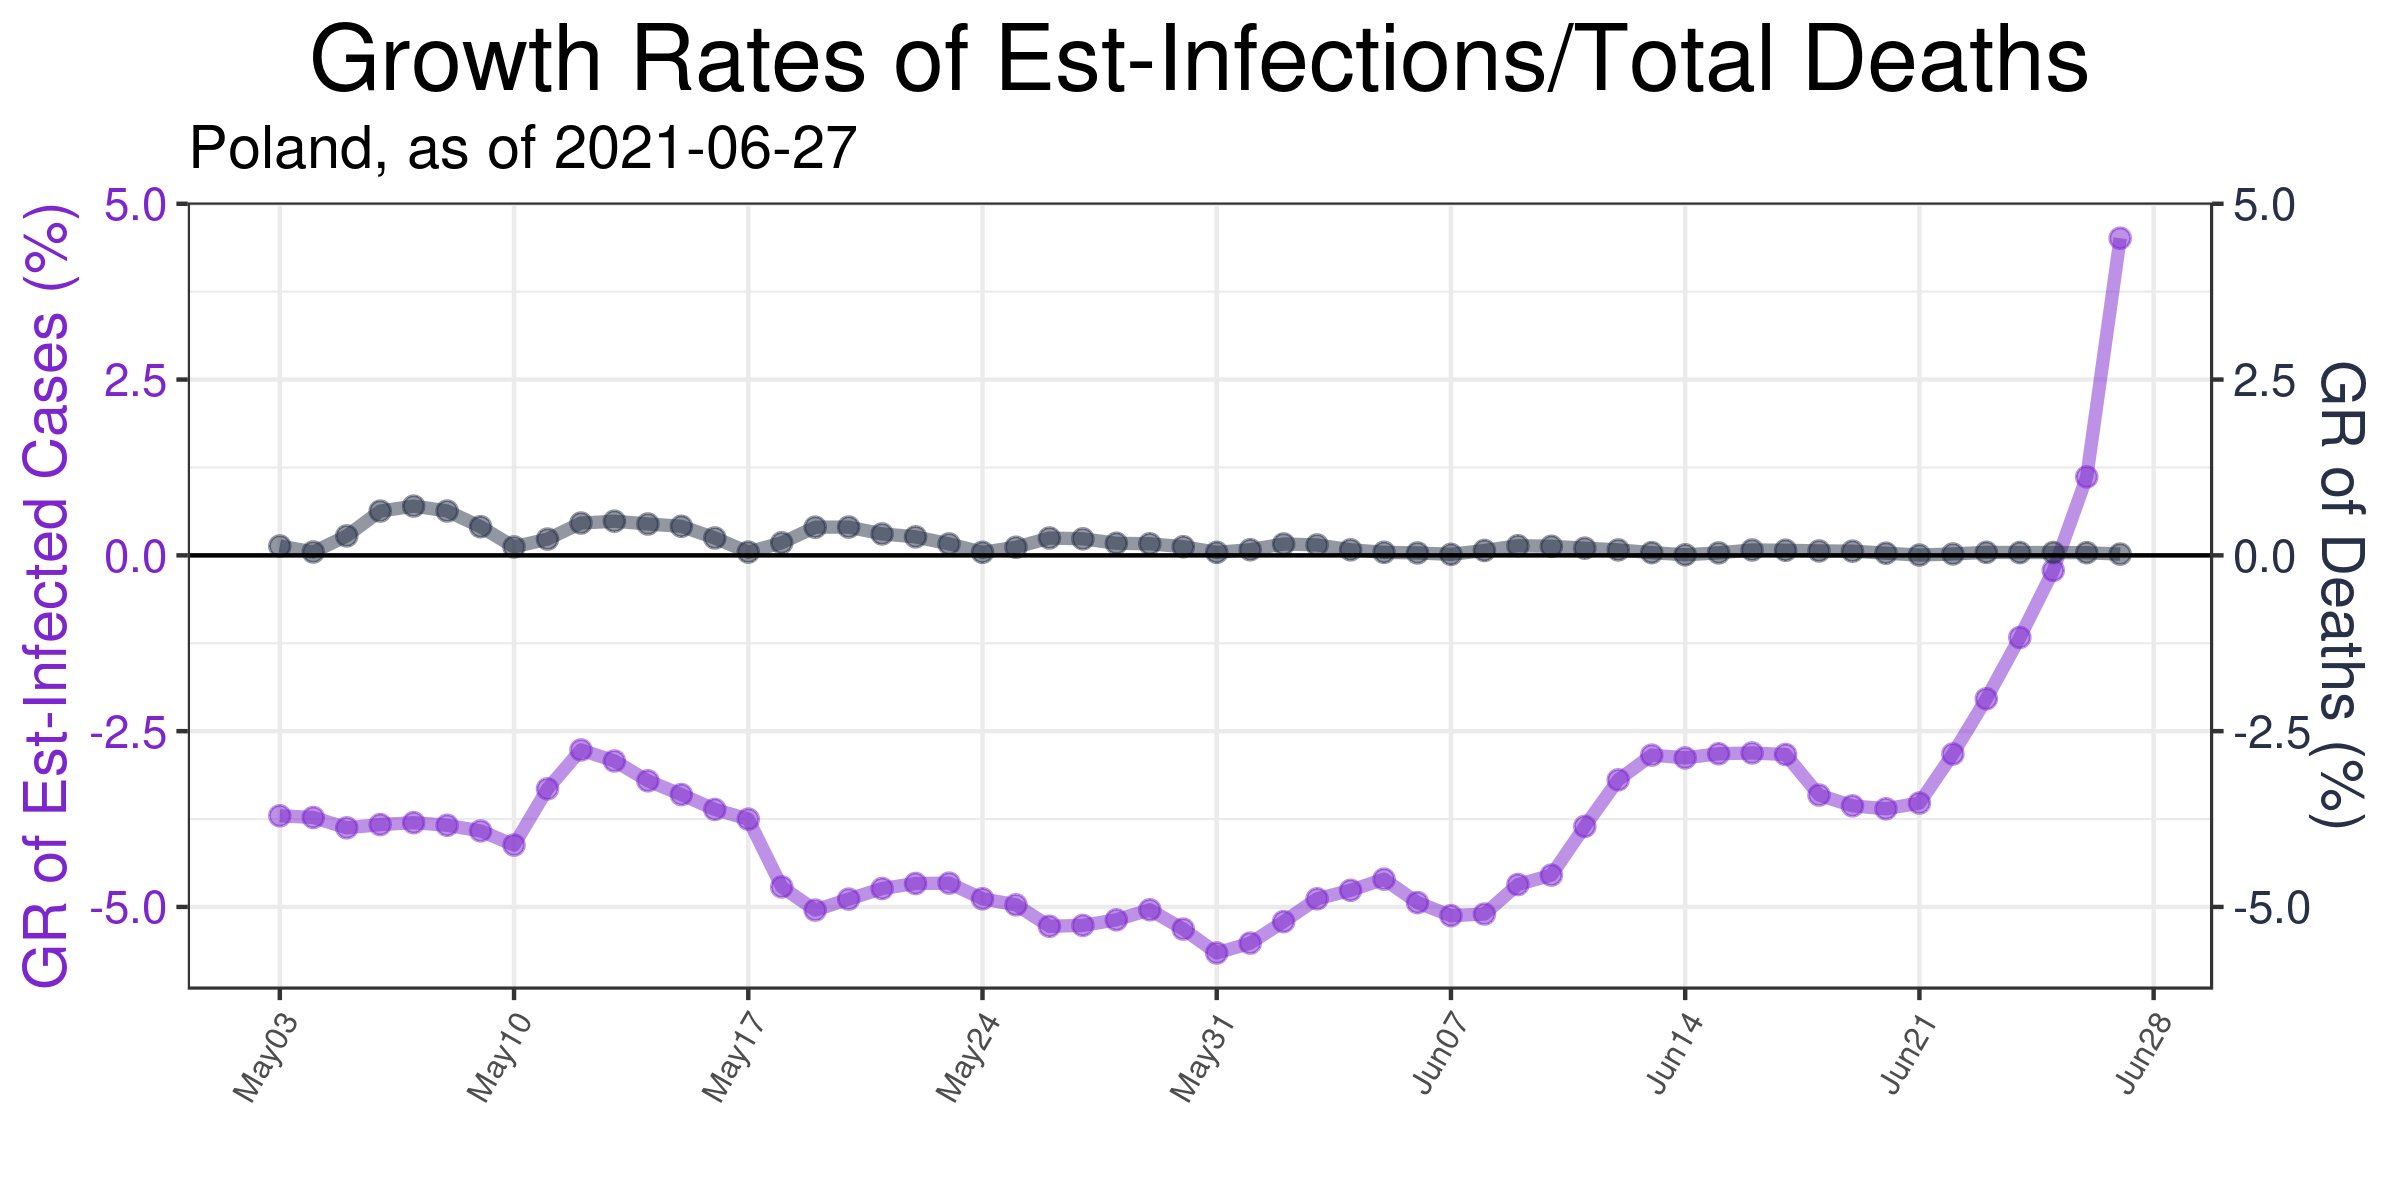 Growth Rates of Est-Infections/Total Deaths
Poland, as of 2021-06-27
GR of Est-Infected Cases (%)
5.0
2.5
0.0
-2.5
-5.0
5.0
2.5
0.0
-2.5
-5.0
GR of Deaths (%)
May03
May10
May17
May24
May31
Jun07
Jun14
Jun21
Jun28